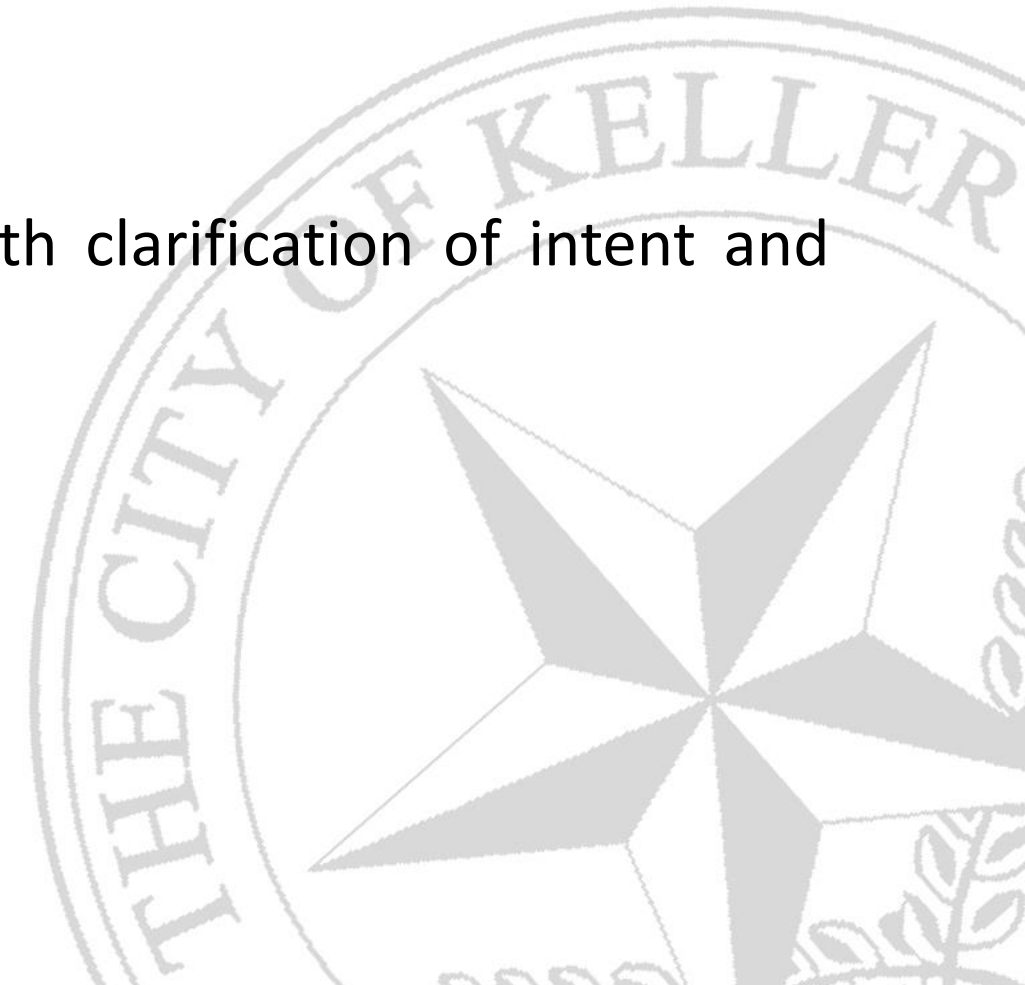 THE CITY OF KELLER
th clarification of intent and